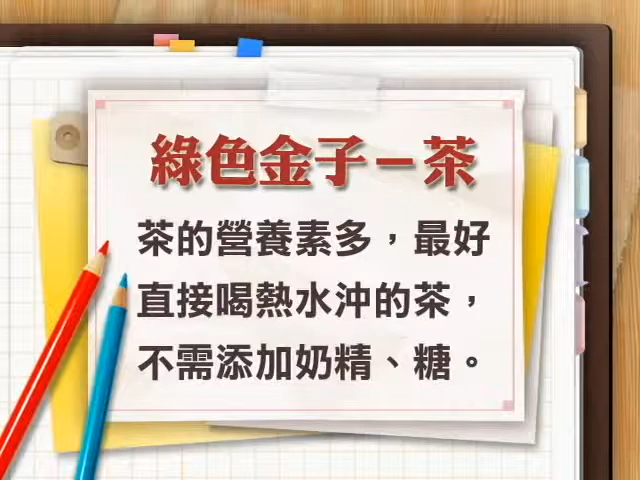 綠色金子－茶
茶的營養素多，最好
直接喝熱水沖的茶，
不需添加奶精、糖。